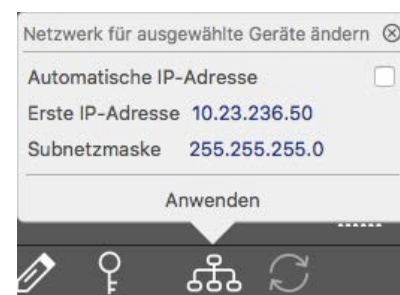 Netzwerk für ausgewählte Geräte ändern
Automatische IP-Adresse
Erste IP-Adresse 10.23.236.50
Subnetzmaske 255.255.255.0
Anwenden